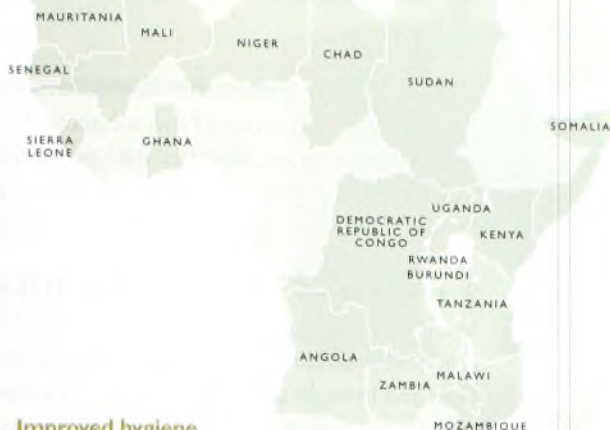 MAURITANIA
MALI
NIGER
CHAD
SENEGAL
SUDAN
SOMALIA
SIERRA
LEONE
GHANA
UGANDA
DEMOCRATIC
REPUBLIC OF
CONGO
KENYA
RWANDA
BURUNDI
TANZANIA
ANGOLA
MALAWI
ZAMBIA
MOZAMBIQUE
Improved hygiene